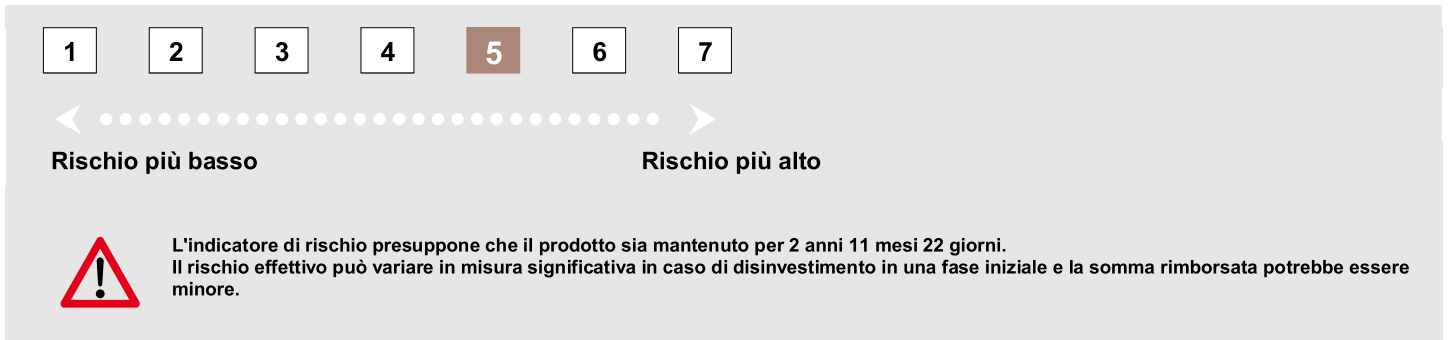 1 2 3 4 5 6 7
Rischio più basso Rischio più alto
L'indicatore di rischio presuppone che il prodotto sia mantenuto per 2 anni 11 mesi 22 giorni.
Il rischio effettivo può variare in misura significativa in caso di disinvestimento in una fase iniziale e la somma rimborsata potrebbe essere
minore.